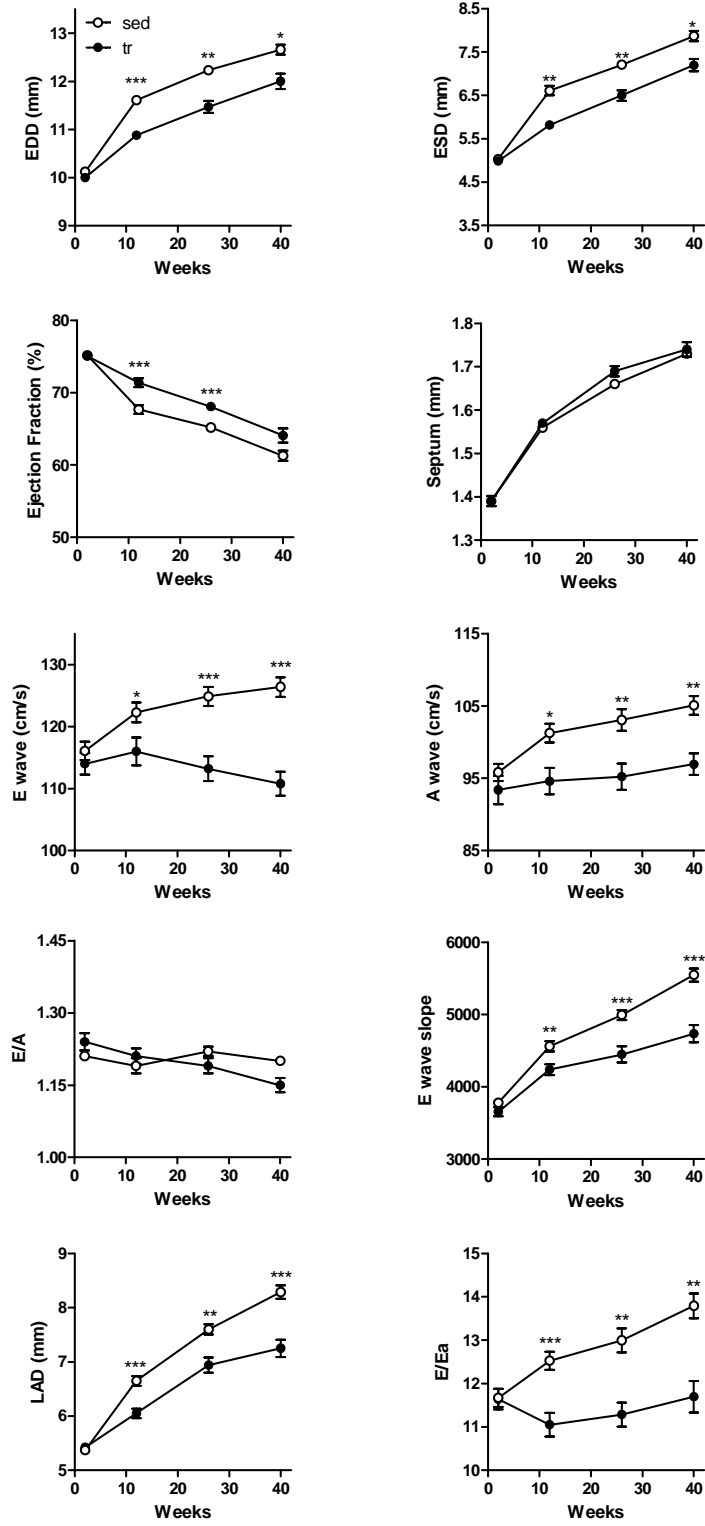 sed
tr
EDD (mm)
13
12
11
10
9
***
**
*
0 10 20 30 40
Weeks
ESD (mm)
8.5
7.5
6.5
5.5
4.5
3.5
**
**
*
0 10 20 30 40
Weeks
Ejection Fraction (%)
80
70
60
50
***
***
0 10 20 30 40
Weeks
Septum (mm)
1.8
1.7
1.6
1.5
1.4
1.3
0 10 20 30 40
Weeks
E wave (cm/s)
130
120
110
100
*
***
***
0 10 20 30 40
Weeks
A wave (cm/s)
115
105
95
85
*
**
**
0 10 20 30 40
Weeks
E/A
1.45
1.30
1.15
1.00
0 10 20 30 40
Weeks
E wave slope
6000
5000
4000
3000
**
***
***
0 10 20 30 40
Weeks
LAD (mm)
9
8
7
6
5
***
**
***
0 10 20 30 40
Weeks
E/Ea
15
14
13
12
11
10
***
**
**
0 10 20 30 40
Weeks